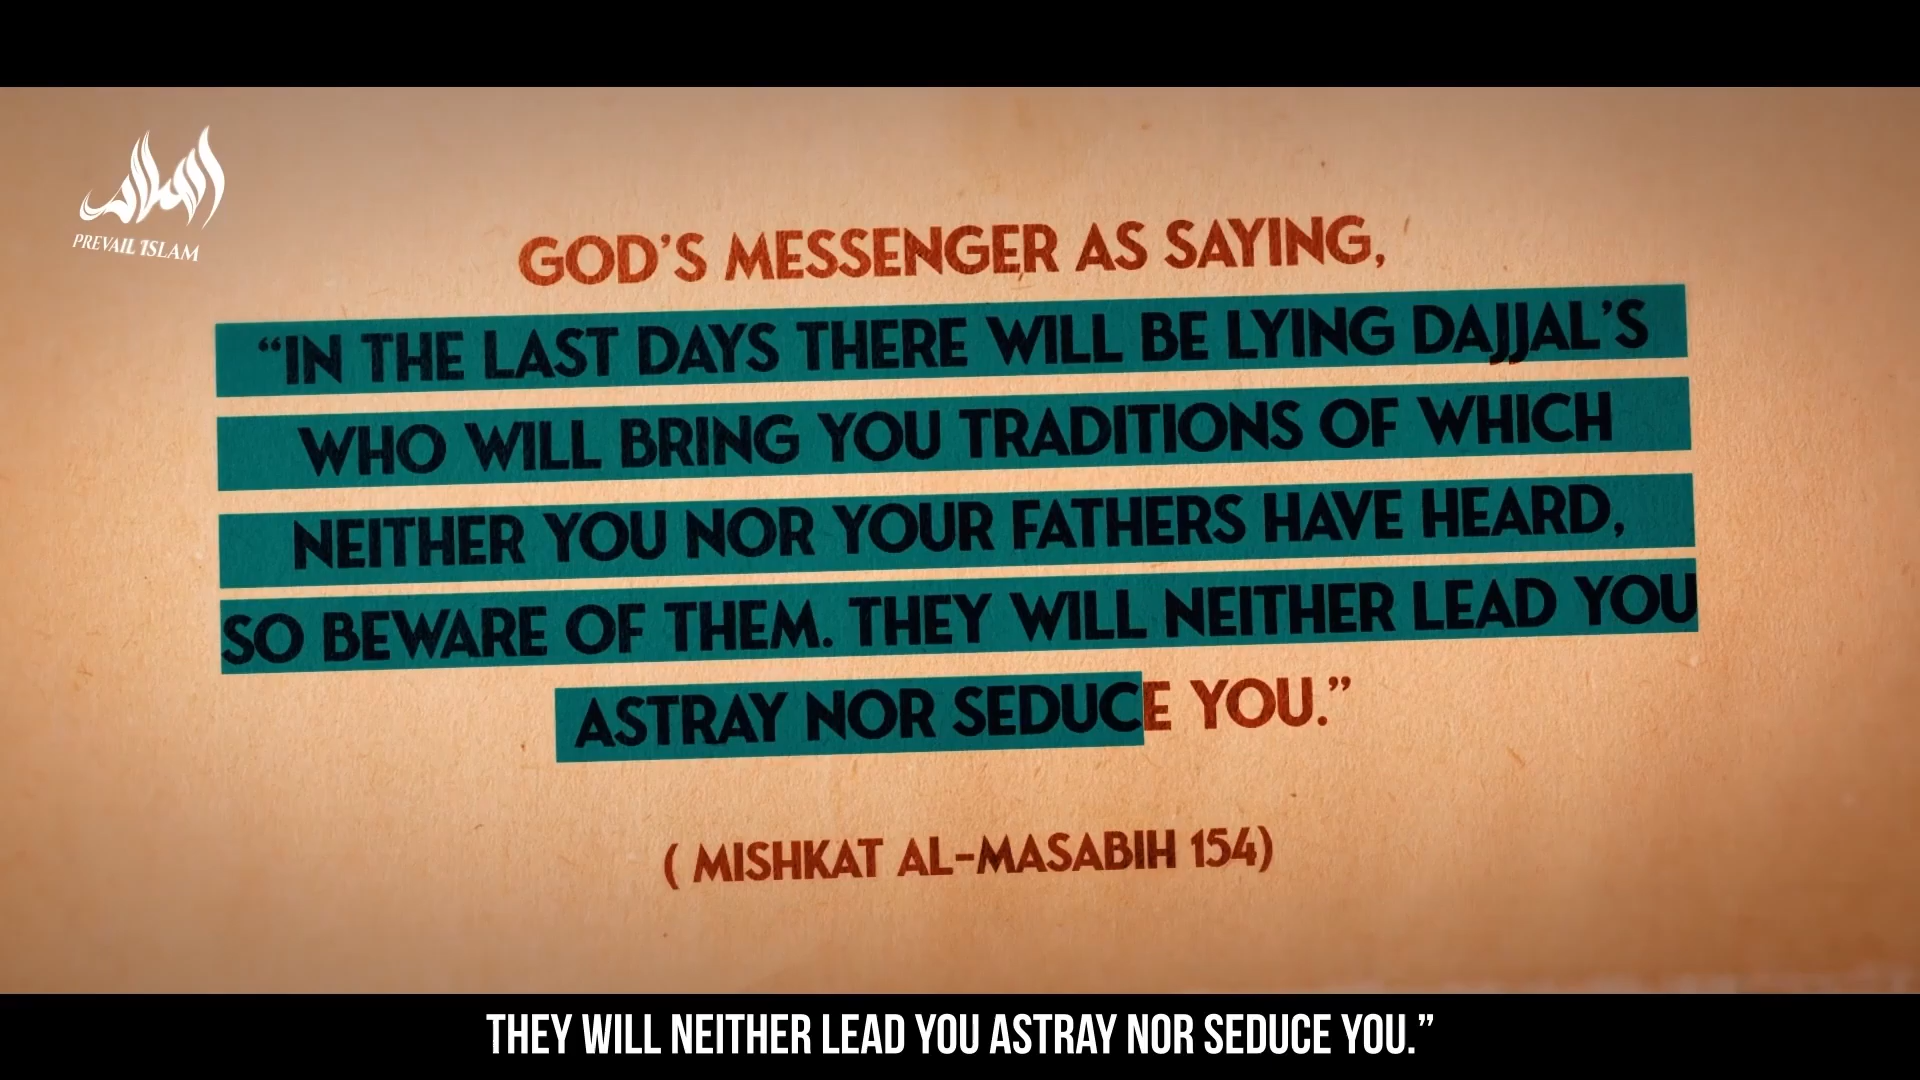 PREVAIL ISLAM
GOD'S MESSENGER AS SAYING,
“IN THE LAST DAYS THERE WILL BE LYING DAJJAL'S
WHO WILL BRING YOU TRADITIONS OF WHICH
NEITHER YOU NOR YOUR FATHERS HAVE HEARD,
SO BEWARE OF THEM. THEY WILL NEITHER LEAD YOU
ASTRAY NOR SEDUCE YOU.”
( MISHKAT AL-MASABIH 154)
THEY WILL NEITHER LEAD YOU ASTRAY NOR SEDUCE YOU.”